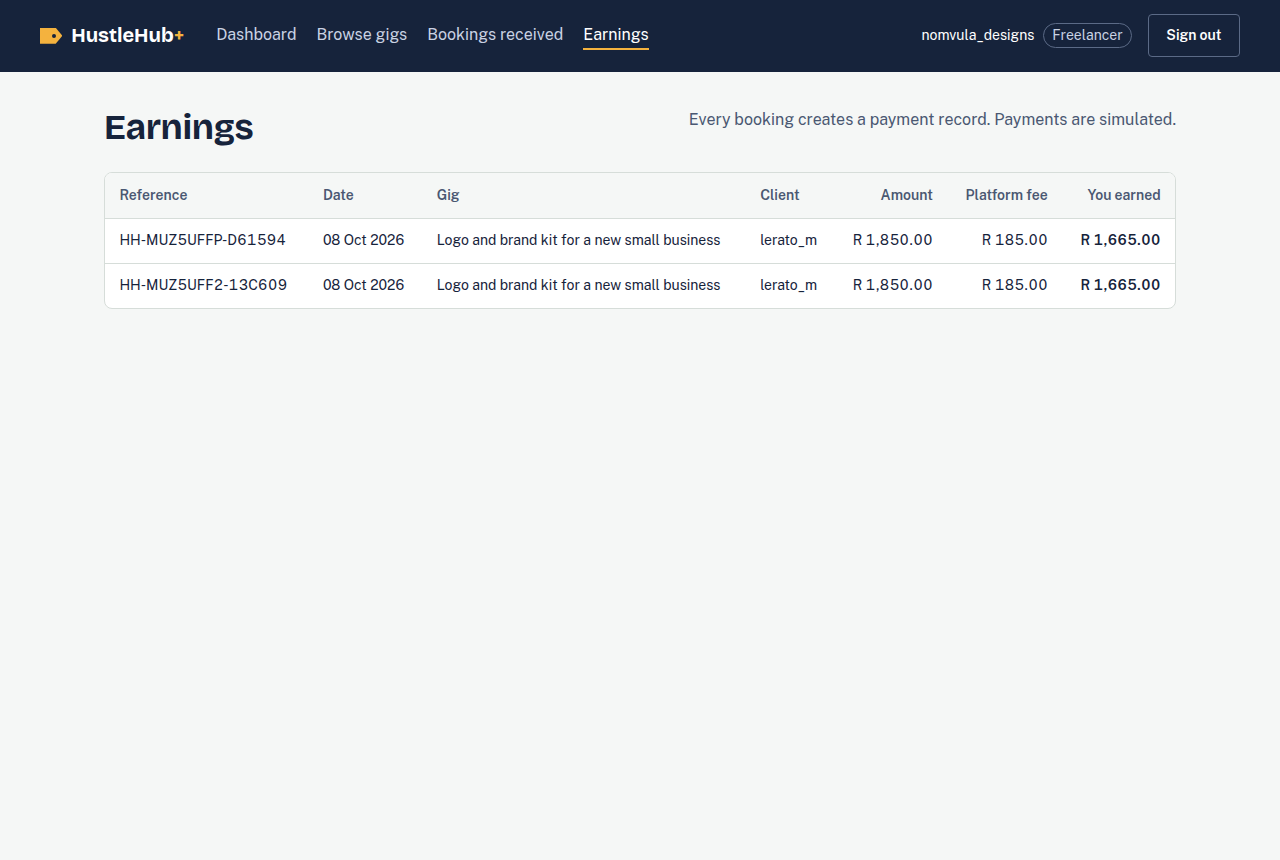 HustleHub+ Dashboard Browse gigs Bookings received Earnings nomvula_designs Freelancer Sign out
Earnings Every booking creates a payment record. Payments are simulated.
Reference Date Gig Client Amount Platform fee You earned
HH-MUZ5UFFP-D61594 08 Oct 2026 Logo and brand kit for a new small business lerato_m R 1,850.00 R 185.00 R 1,665.00
HH-MUZ5UFF2-13C609 08 Oct 2026 Logo and brand kit for a new small business lerato_m R 1,850.00 R 185.00 R 1,665.00